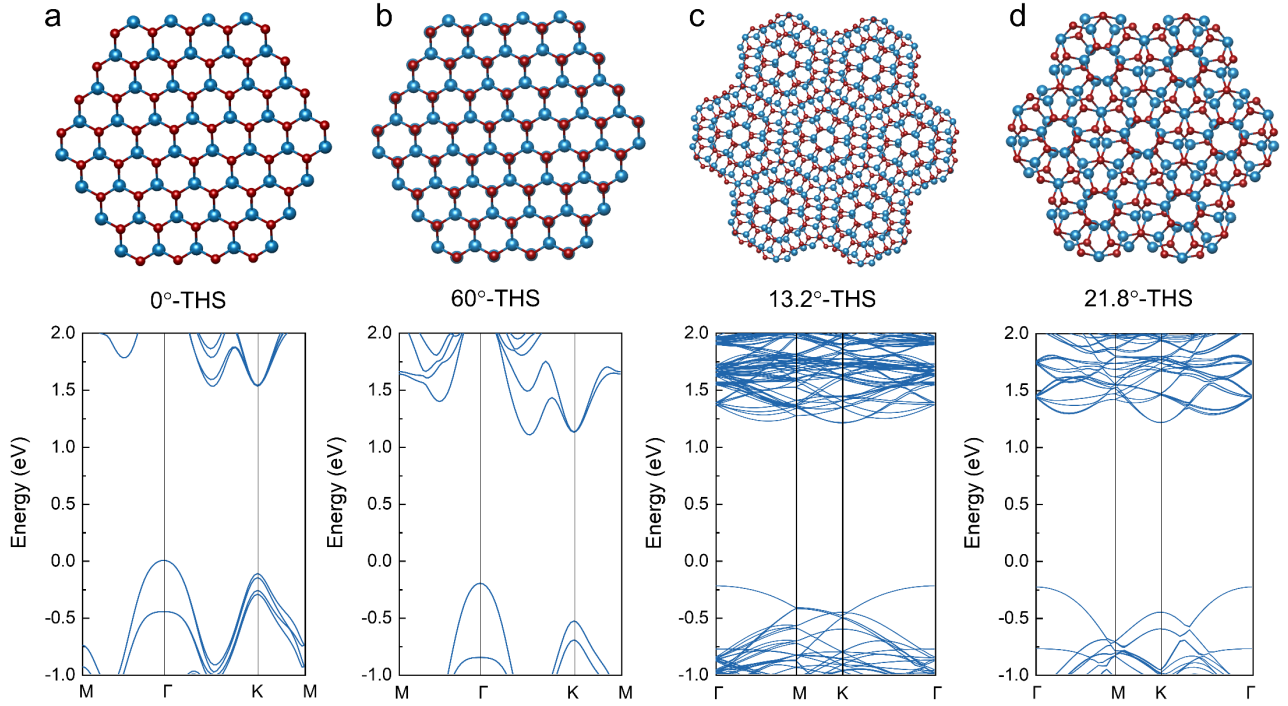 a
b
c
d
0°-THS
60°-THS
13.2°-THS
21.8°-THS
Energy (eV)
2.0
1.5
1.0
0.5
0.0
-0.5
-1.0
M
Γ
K
M
Energy (eV)
2.0
1.5
1.0
0.5
0.0
-0.5
-1.0
M
Γ
K
M
Energy (eV)
2.0
1.5
1.0
0.5
0.0
-0.5
-1.0
Γ
M
K
Γ
Energy (eV)
2.0
1.5
1.0
0.5
0.0
-0.5
-1.0
Γ
M
K
Γ